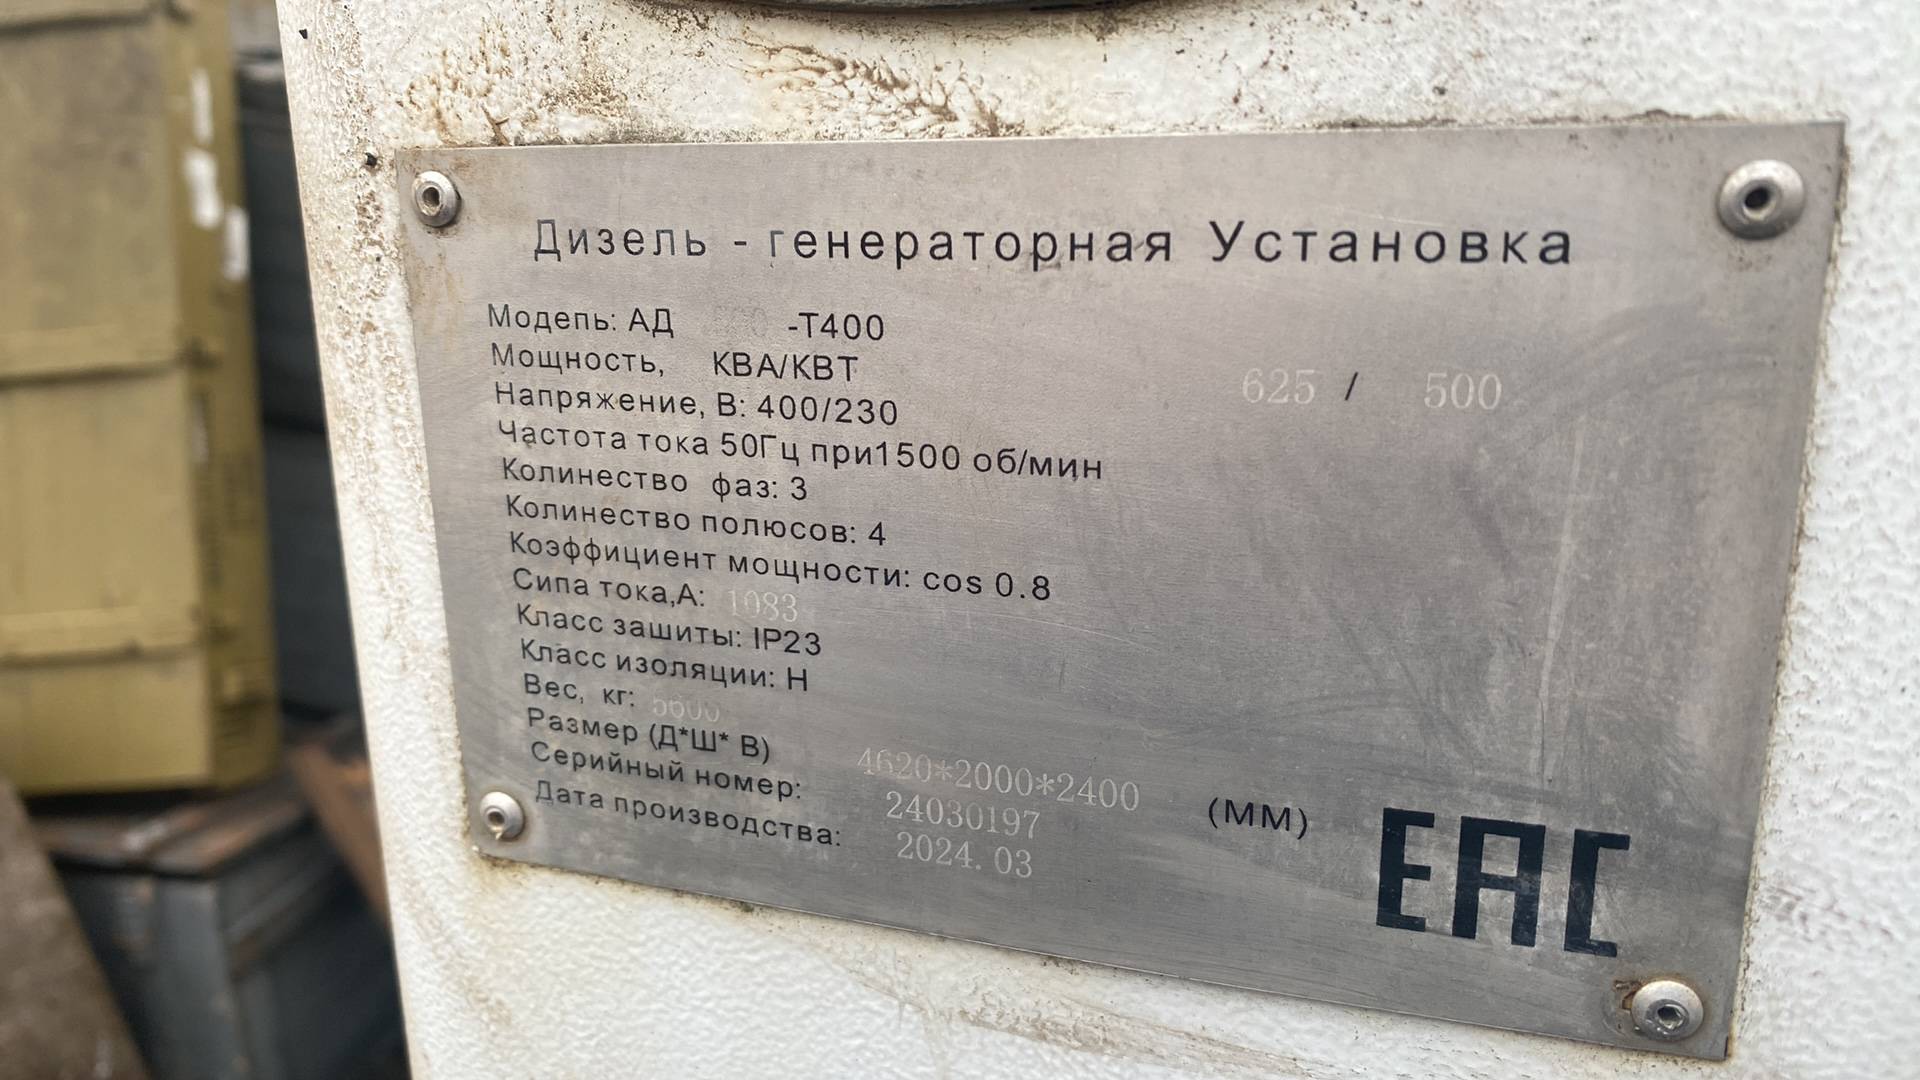 Дизель - генераторная Установка
Модепь: АД 500 -Т400
Мощность, КВА/КВТ 625 / 500
Напряжение, В: 400/230
Частота тока 50Гц при1500 об/мин
Колинество фаз: 3
Колинество полюсов: 4
Коэффициент мощности: cos 0.8
Сипа тока,А: 1083
Класс зашиты: IP23
Класс изоляции: H
Вес, кг: 5600
Размер (Д*Ш* В) 4620*2000*2400 (ММ)
Серийный номер: 24030197
Дата производства: 2024.03
ЕАС